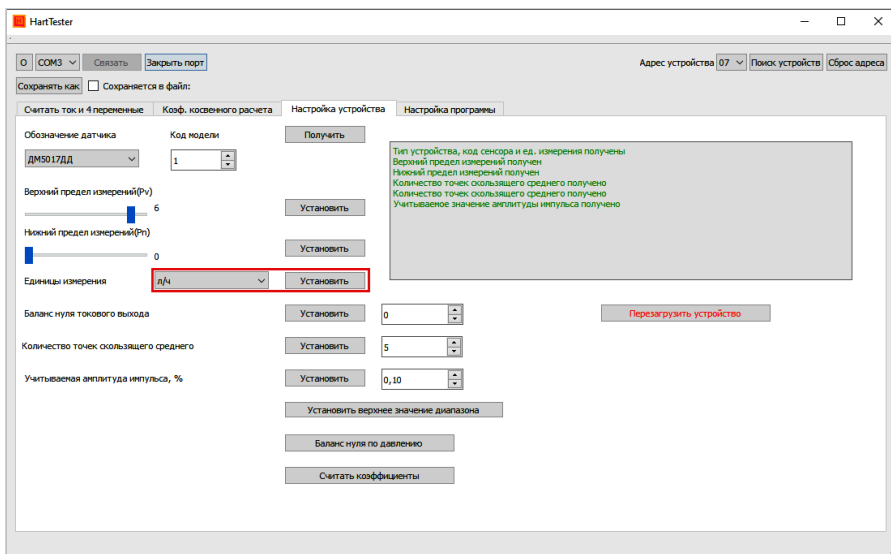 HartTester
О COM3 Связать Закрыть порт Адрес устройства 07 Поиск устройств Сброс адреса
Сохранять как Сохраняется в файл:
Считать ток и 4 переменные Коэф. косвенного расчета Настройка устройства Настройка программы
Обозначение датчика Код модели Получить
ДМ5017ДД 1
Тип устройства, код сенсора и ед. измерения получены
Верхний предел измерений получен
Нижний предел измерений получен
Количество точек скользящего среднего получено
Количество точек скользящего среднего получено
Учитываемое значение амплитуды импульса получено
Верхний предел измерений(Pv)
6 Установить
Нижний предел измерений(Pn)
0 Установить
Единицы измерения л/ч Установить
Баланс нуля токового выхода Установить 0 Перезагрузить устройство
Количество точек скользящего среднего Установить 5
Учитываемая амплитуда импульса, % Установить 0,10
Установить верхнее значение диапазона
Баланс нуля по давлению
Считать коэффициенты